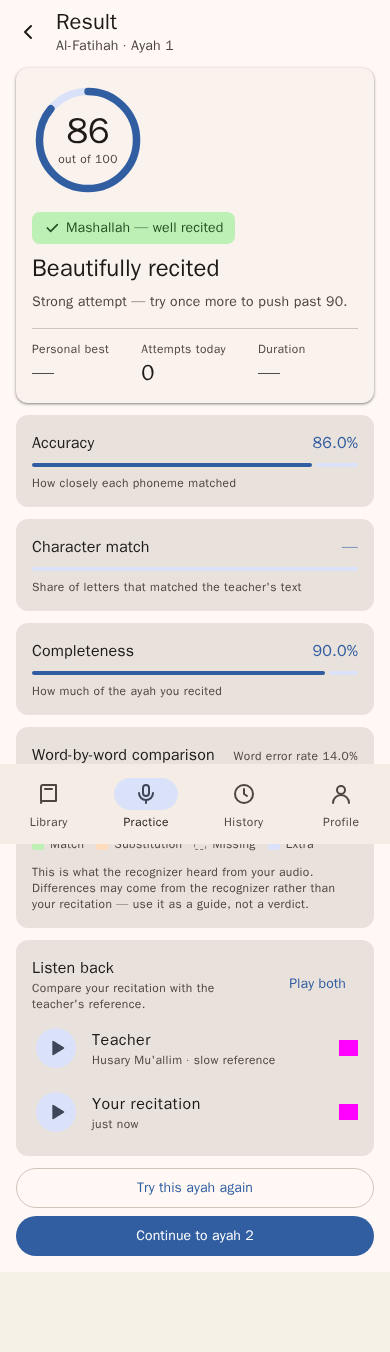 Result
Al-Fatihah · Ayah 1
86
out of 100
Mashallah — well recited
Beautifully recited
Strong attempt — try once more to push past 90.
Personal best
Attempts today
Duration
—
0
—
Accuracy
86.0%
How closely each phoneme matched
Character match
—
Share of letters that matched the teacher's text
Completeness
90.0%
How much of the ayah you recited
Word-by-word comparison
Word error rate 14.0%
Library
Practice
History
Profile
Match
Substitution
Missing
Extra
This is what the recognizer heard from your audio.
Differences may come from the recognizer rather than
your recitation — use it as a guide, not a verdict.
Listen back
Compare your recitation with the
teacher's reference.
Play both
Teacher
Husary Mu'allim · slow reference
Your recitation
just now
Try this ayah again
Continue to ayah 2